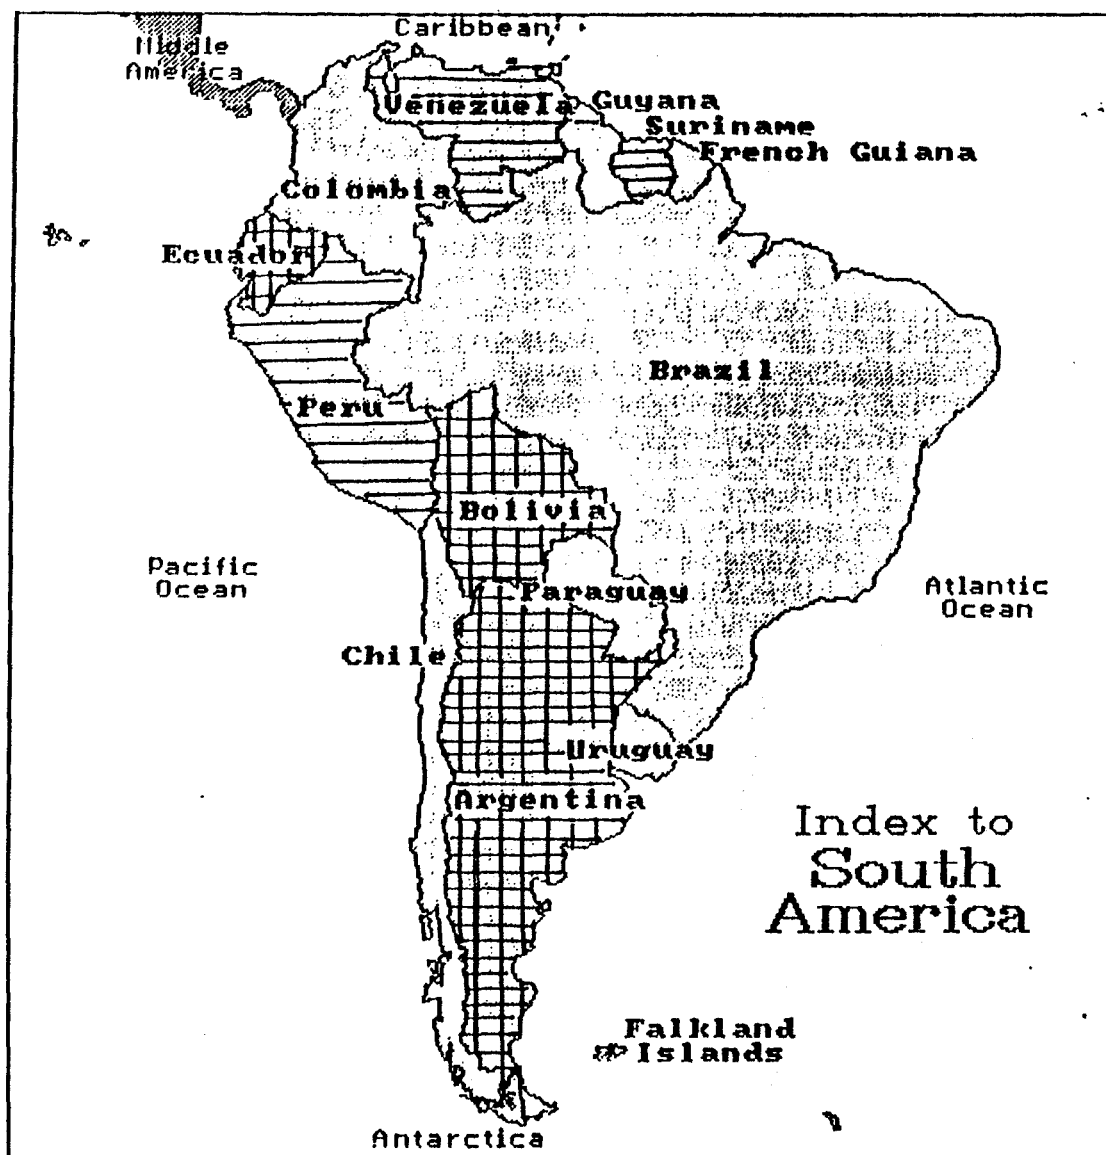 Caribbean
Middle
America
Venezuela
Guyana
Suriname
French Guiana
Colombia
Ecuador
Brazil
Peru
Bolivia
Pacific
Ocean
Paraguay
Atlantic
Ocean
Chile
Uruguay
Argentina
Index to
South
America
Falkland
Islands
Antarctica